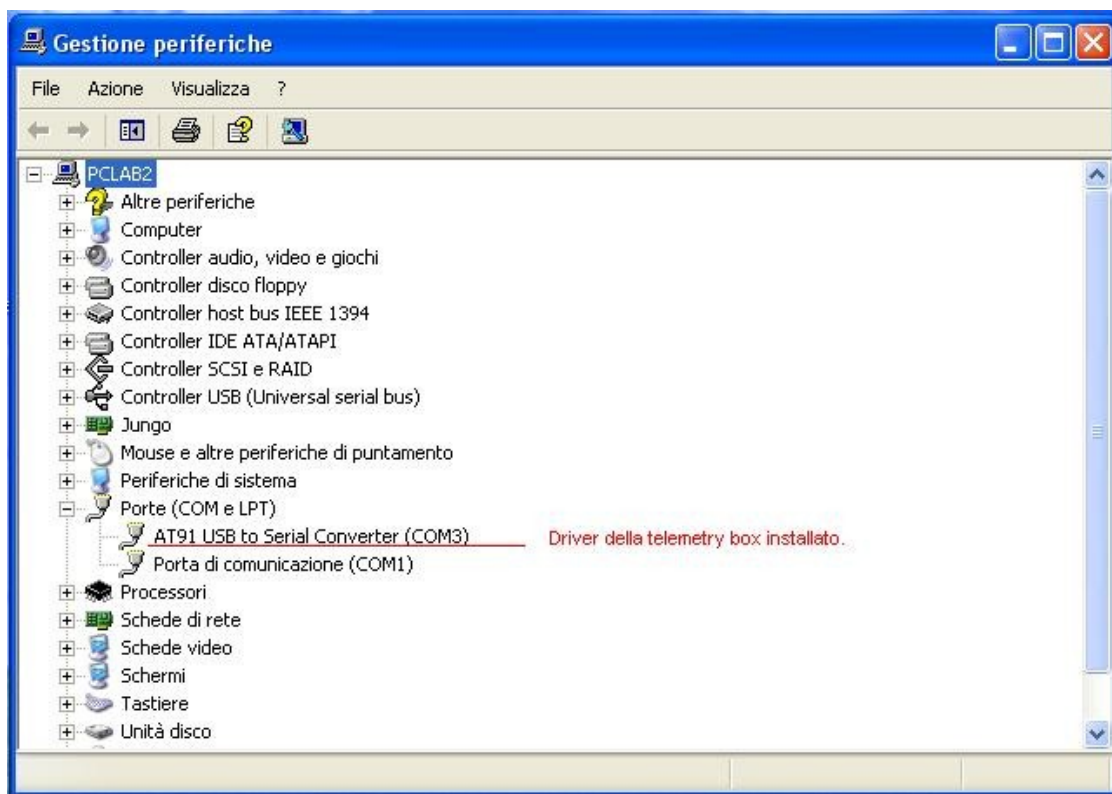 Gestione periferiche
File Azione Visualizza ?
PCLAB2
Altre periferiche
Computer
Controller audio, video e giochi
Controller disco floppy
Controller host bus IEEE 1394
Controller IDE ATA/ATAPI
Controller SCSI e RAID
Controller USB (Universal serial bus)
Jungo
Mouse e altre periferiche di puntamento
Periferiche di sistema
Porte (COM e LPT)
AT91 USB to Serial Converter (COM3) Driver della telemetry box installato.
Porta di comunicazione (COM1)
Processori
Schede di rete
Schede video
Schermi
Tastiere
Unità disco